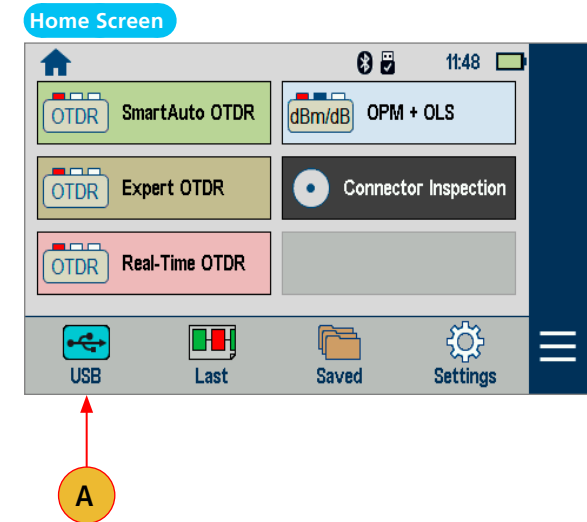 Home Screen
11:48
OTDR SmartAuto OTDR
dBm/dB OPM + OLS
OTDR Expert OTDR
Connector Inspection
OTDR Real-Time OTDR
USB Last Saved Settings
A